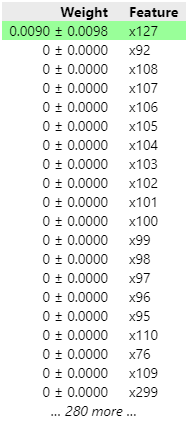 Weight Feature
0.0090 ± 0.0098 x127
0 ± 0.0000 x92
0 ± 0.0000 x108
0 ± 0.0000 x107
0 ± 0.0000 x106
0 ± 0.0000 x105
0 ± 0.0000 x104
0 ± 0.0000 x103
0 ± 0.0000 x102
0 ± 0.0000 x101
0 ± 0.0000 x100
0 ± 0.0000 x99
0 ± 0.0000 x98
0 ± 0.0000 x97
0 ± 0.0000 x96
0 ± 0.0000 x95
0 ± 0.0000 x110
0 ± 0.0000 x76
0 ± 0.0000 x109
0 ± 0.0000 x299
… 280 more …